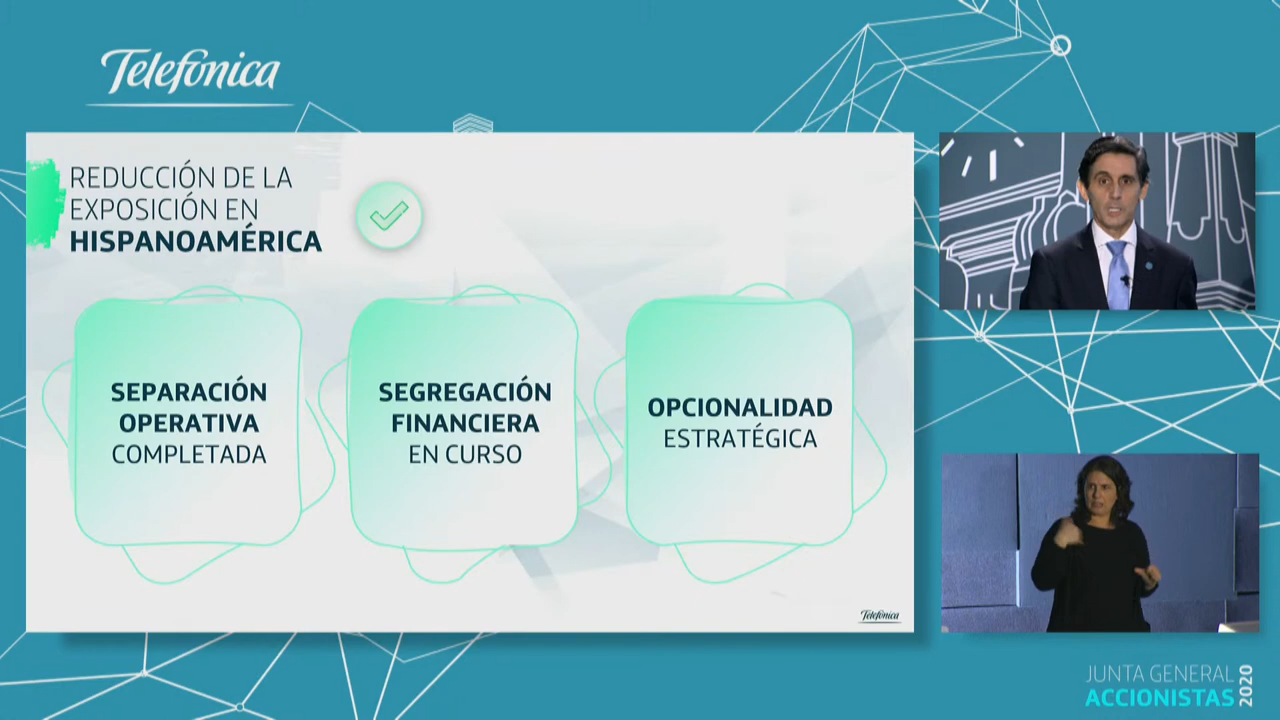 Telefónica
REDUCCIÓN DE LA
EXPOSICIÓN EN
HISPANOAMÉRICA
SEPARACIÓN
OPERATIVA
COMPLETADA
SEGREGACIÓN
FINANCIERA
EN CURSO
OPCIONALIDAD
ESTRATÉGICA
Telefónica
JUNTA GENERAL
ACCIONISTAS
2020